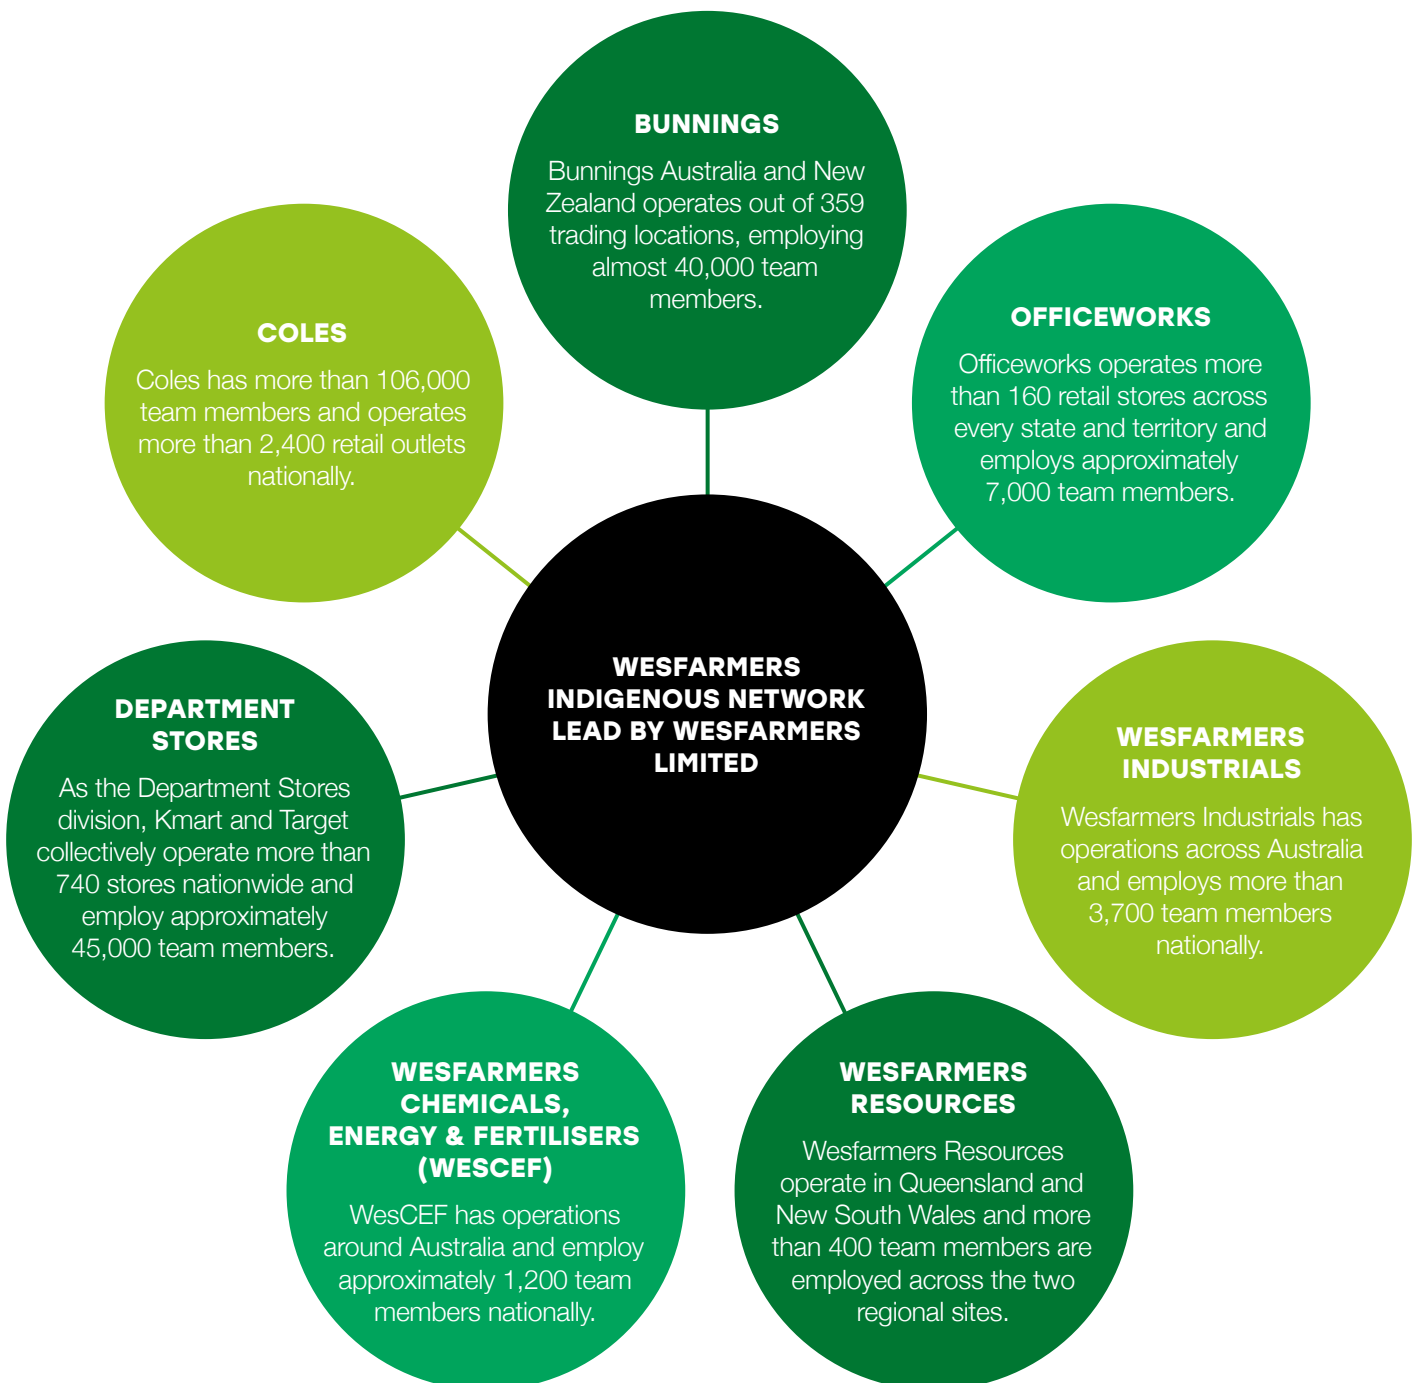 BUNNINGS
Bunnings Australia and New
Zealand operates out of 359
trading locations, employing
almost 40,000 team
members.
OFFICEWORKS
Officeworks operates more
than 160 retail stores across
every state and territory and
employs approximately
7,000 team members.
COLES
Coles has more than 106,000
team members and operates
more than 2,400 retail outlets
nationally.
WESFARMERS
INDIGENOUS NETWORK
LEAD BY WESFARMERS
LIMITED
DEPARTMENT
STORES
As the Department Stores
division, Kmart and Target
collectively operate more than
740 stores nationwide and
employ approximately
45,000 team members.
WESFARMERS
INDUSTRIALS
Wesfarmers Industrials has
operations across Australia
and employs more than
3,700 team members
nationally.
WESFARMERS
CHEMICALS,
ENERGY & FERTILISERS
(WESCEF)
WesCEF has operations
around Australia and employ
approximately 1,200 team
members nationally.
WESFARMERS
RESOURCES
Wesfarmers Resources
operate in Queensland and
New South Wales and more
than 400 team members are
employed across the two
regional sites.